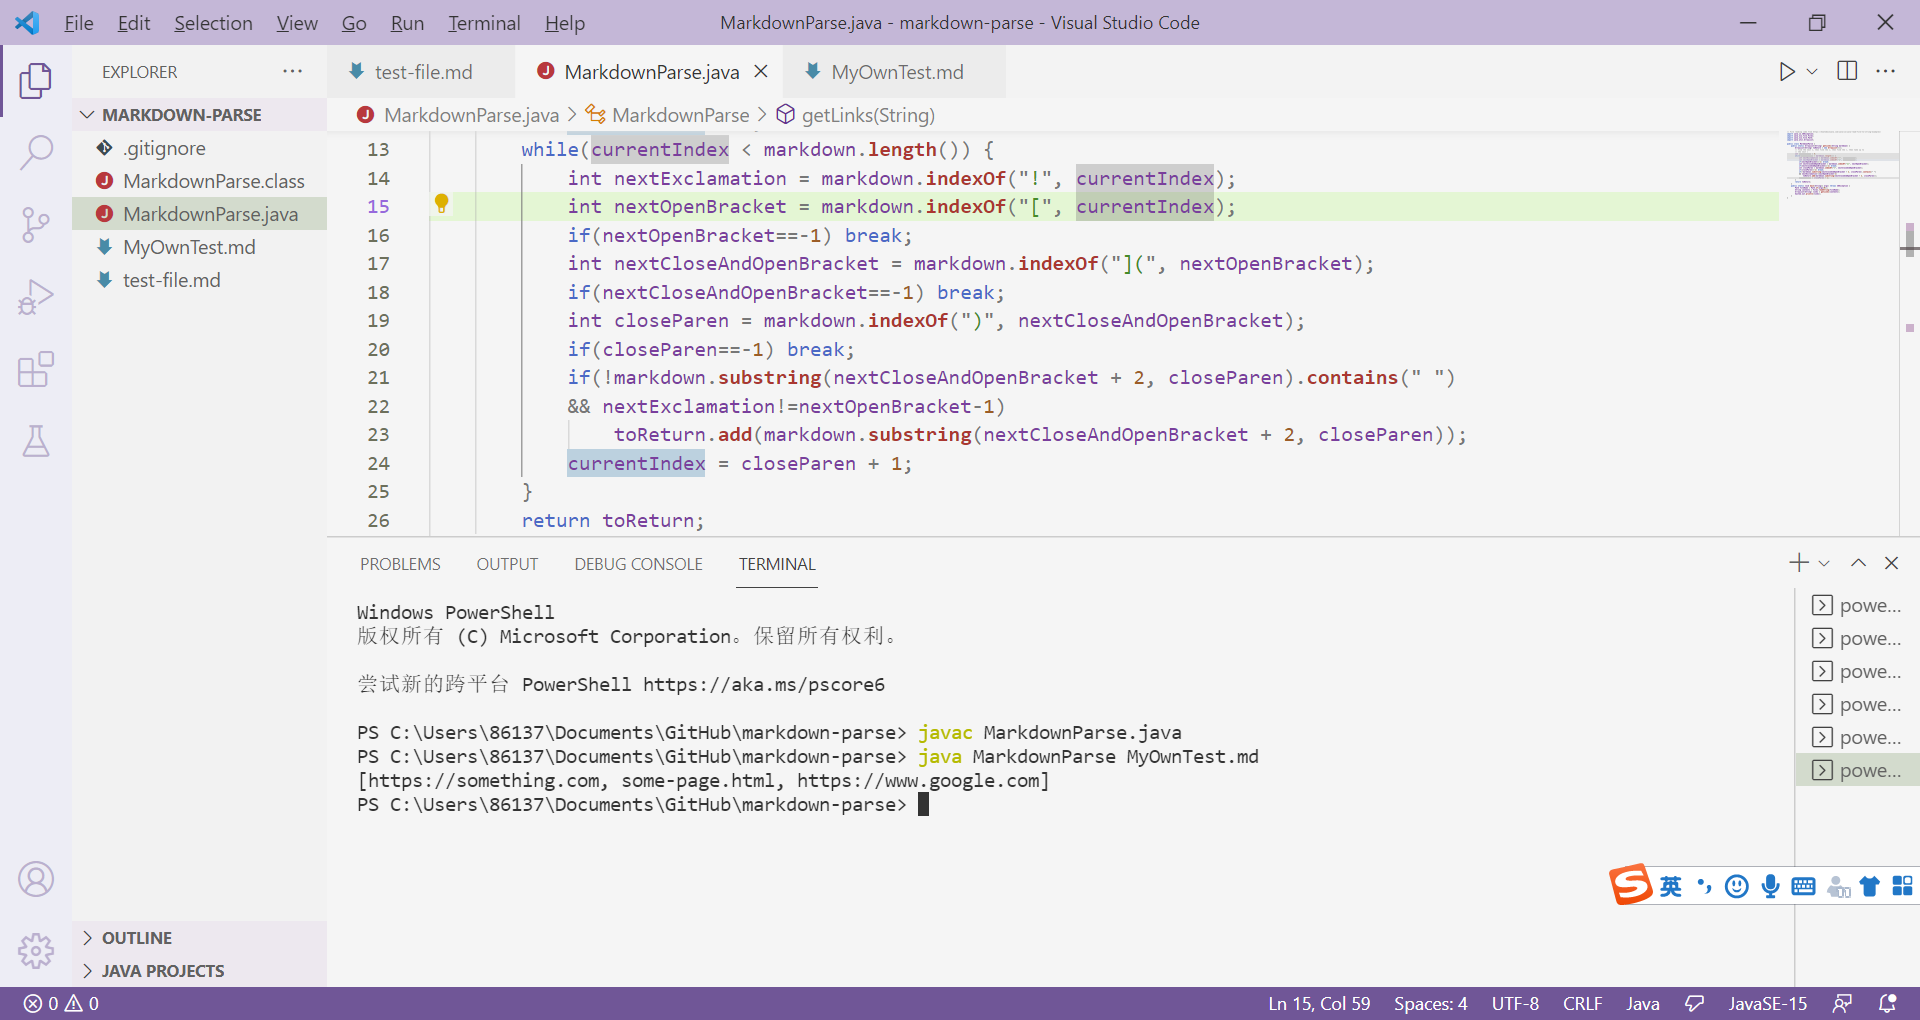 File Edit Selection View Go Run Terminal Help MarkdownParse.java - markdown-parse - Visual Studio Code
EXPLORER
test-file.md MarkdownParse.java MyOwnTest.md
MARKDOWN-PARSE
.gitignore
MarkdownParse.class
MarkdownParse.java
MyOwnTest.md
test-file.md
OUTLINE
JAVA PROJECTS
MarkdownParse.java > MarkdownParse > getLinks(String)
13 while(currentIndex < markdown.length()) {
14 int nextExclamation = markdown.indexOf("!", currentIndex);
15 int nextOpenBracket = markdown.indexOf("[", currentIndex);
16 if(nextOpenBracket==-1) break;
17 int nextCloseAndOpenBracket = markdown.indexOf("](", nextOpenBracket);
18 if(nextCloseAndOpenBracket==-1) break;
19 int closeParen = markdown.indexOf(")", nextCloseAndOpenBracket);
20 if(closeParen==-1) break;
21 if(!markdown.substring(nextCloseAndOpenBracket + 2, closeParen).contains(" ")
22 && nextExclamation!=nextOpenBracket-1)
23 toReturn.add(markdown.substring(nextCloseAndOpenBracket + 2, closeParen));
24 currentIndex = closeParen + 1;
25 }
26 return toReturn;
PROBLEMS OUTPUT DEBUG CONSOLE TERMINAL
Windows PowerShell
版权所有 (C) Microsoft Corporation。保留所有权利。
尝试新的跨平台 PowerShell https://aka.ms/pscore6
PS C:\Users\86137\Documents\GitHub\markdown-parse> javac MarkdownParse.java
PS C:\Users\86137\Documents\GitHub\markdown-parse> java MarkdownParse MyOwnTest.md
[https://something.com, some-page.html, https://www.google.com]
PS C:\Users\86137\Documents\GitHub\markdown-parse>
powe...
powe...
powe...
powe...
powe...
powe...
英
0 0 Ln 15, Col 59 Spaces: 4 UTF-8 CRLF Java JavaSE-15